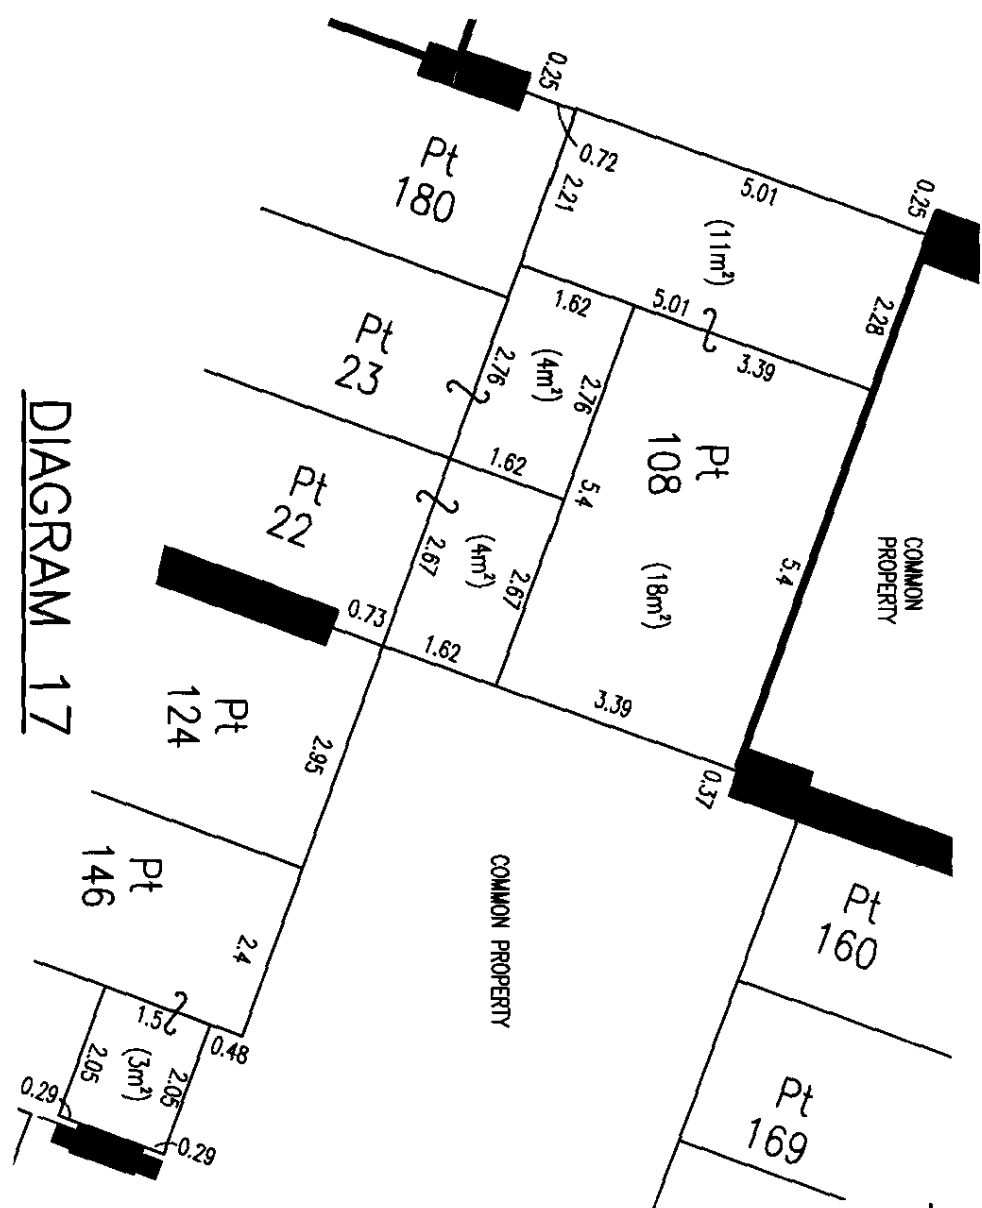 0.25
0.72
5.01
0.25
Pt
180
2.21
(11m²)
1.62
5.01
2.28
3.39
Pt
23
2.76
(4m²)
2.76
Pt
108
5.4
1.62
Pt
22
2.67
(4m²)
2.67
(18m²)
5.4
COMMON
PROPERTY
0.73
1.62
3.39
0.37
Pt
124
2.95
Pt
146
2.4
COMMON PROPERTY
Pt
160
Pt
169
1.5
0.48
2.05
(3m²)
2.05
0.29
0.29
DIAGRAM 17